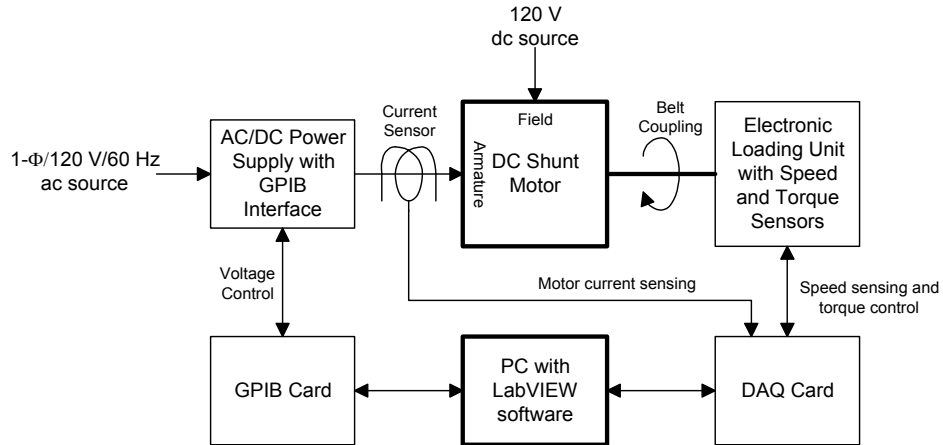 120 V
dc source
1-Φ/120 V/60 Hz
ac source
AC/DC Power
Supply with
GPIB
Interface
Current
Sensor
Field
Armature
DC Shunt
Motor
Belt
Coupling
Electronic
Loading Unit
with Speed
and Torque
Sensors
Voltage
Control
Motor current sensing
Speed sensing and
torque control
GPIB Card
PC with
LabVIEW
software
DAQ Card